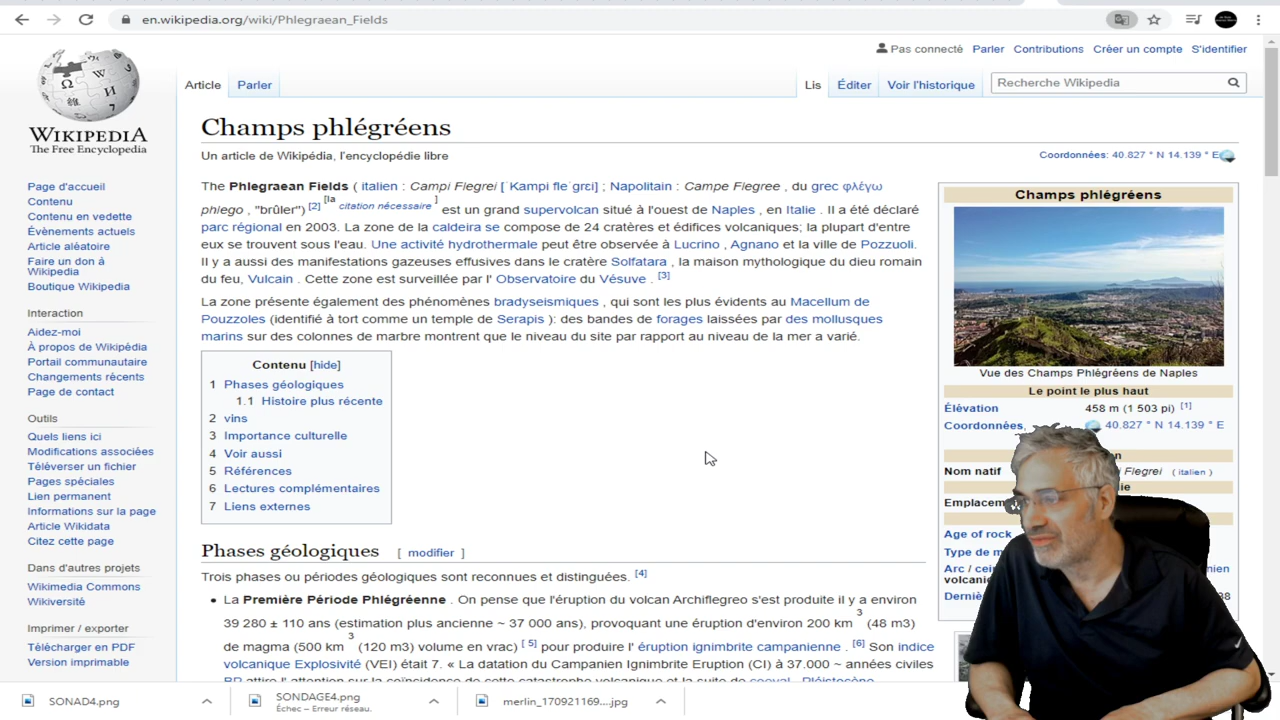 en.wikipedia.org/wiki/Phlegraean_Fields
Pas connecté Parler Contributions Créer un compte S'identifier
Article Parler Lis Éditer Voir l'historique Recherche Wikipedia
WIKIPEDIA
The Free Encyclopedia
Page d'accueil
Contenu
Contenu en vedette
Évènements actuels
Article aléatoire
Faire un don à
Wikipedia
Boutique Wikipedia
Interaction
Aidez-moi
À propos de Wikipédia
Portail communautaire
Changements récents
Page de contact
Outils
Quels liens ici
Modifications associées
Téléverser un fichier
Pages spéciales
Lien permanent
Informations sur la page
Article Wikidata
Citez cette page
Dans d'autres projets
Wikimedia Commons
Wikiversité
Imprimer / exporter
Télécharger en PDF
Version imprimable
Champs phlégréens
Un article de Wikipédia, l'encyclopédie libre
Coordonnées: 40.827 ° N 14.139 ° E
The Phlegraean Fields ( italien : Campi Flegrei [ˈKampi fleˈɡrɛi] ; Napolitain : Campe Flegree , du grec φλέγω
phlego , "brûler") [2] [la citation nécessaire ] est un grand supervolcan situé à l'ouest de Naples , en Italie . Il a été déclaré
parc régional en 2003. La zone de la caldeira se compose de 24 cratères et édifices volcaniques; la plupart d'entre
eux se trouvent sous l'eau. Une activité hydrothermale peut être observée à Lucrino , Agnano et la ville de Pozzuoli.
Il y a aussi des manifestations gazeuses effusives dans le cratère Solfatara , la maison mythologique du dieu romain
du feu, Vulcain . Cette zone est surveillée par l' Observatoire du Vésuve . [3]
La zone présente également des phénomènes bradyseismiques , qui sont les plus évidents au Macellum de
Pouzzoles (identifié à tort comme un temple de Serapis ): des bandes de forages laissées par des mollusques
marins sur des colonnes de marbre montrent que le niveau du site par rapport au niveau de la mer a varié.
Contenu [hide]
1 Phases géologiques
1.1 Histoire plus récente
2 vins
3 Importance culturelle
4 Voir aussi
5 Références
6 Lectures complémentaires
7 Liens externes
Phases géologiques [ modifier ]
Trois phases ou périodes géologiques sont reconnues et distinguées. [4]
• La Première Période Phlégréenne . On pense que l'éruption du volcan Archiflegreo s'est produite il y a environ
39 280 ± 110 ans (estimation plus ancienne ~ 37 000 ans), provoquant une éruption d'environ 200 km 3 (48 m3)
de magma (500 km 3 (120 m3) volume en vrac) [5] pour produire l' éruption ignimbrite campanienne . [6] Son indice
volcanique Explosivité (VEI) était 7. « La datation du Campanien Ignimbrite Eruption (CI) à 37.000 ~ années civiles
BP attire l' attention sur la coïncidence de cette catastrophe volcanique et la suite de coeval , Pléistocène
Champs phlégréens
Vue des Champs Phlégréens de Naples
Le point le plus haut
Élévation 458 m (1 503 pi) [1]
Coordonnées, 40.827 ° N 14.139 ° E
Nom natif Flegrei ( italien )
Emplacem
Age of rock
Type de m
Arc / cei
volcanie
Derniè
SONAD4.png
SONDAGE4.png
Échec – Erreur réseau.
merlin_170921169....jpg